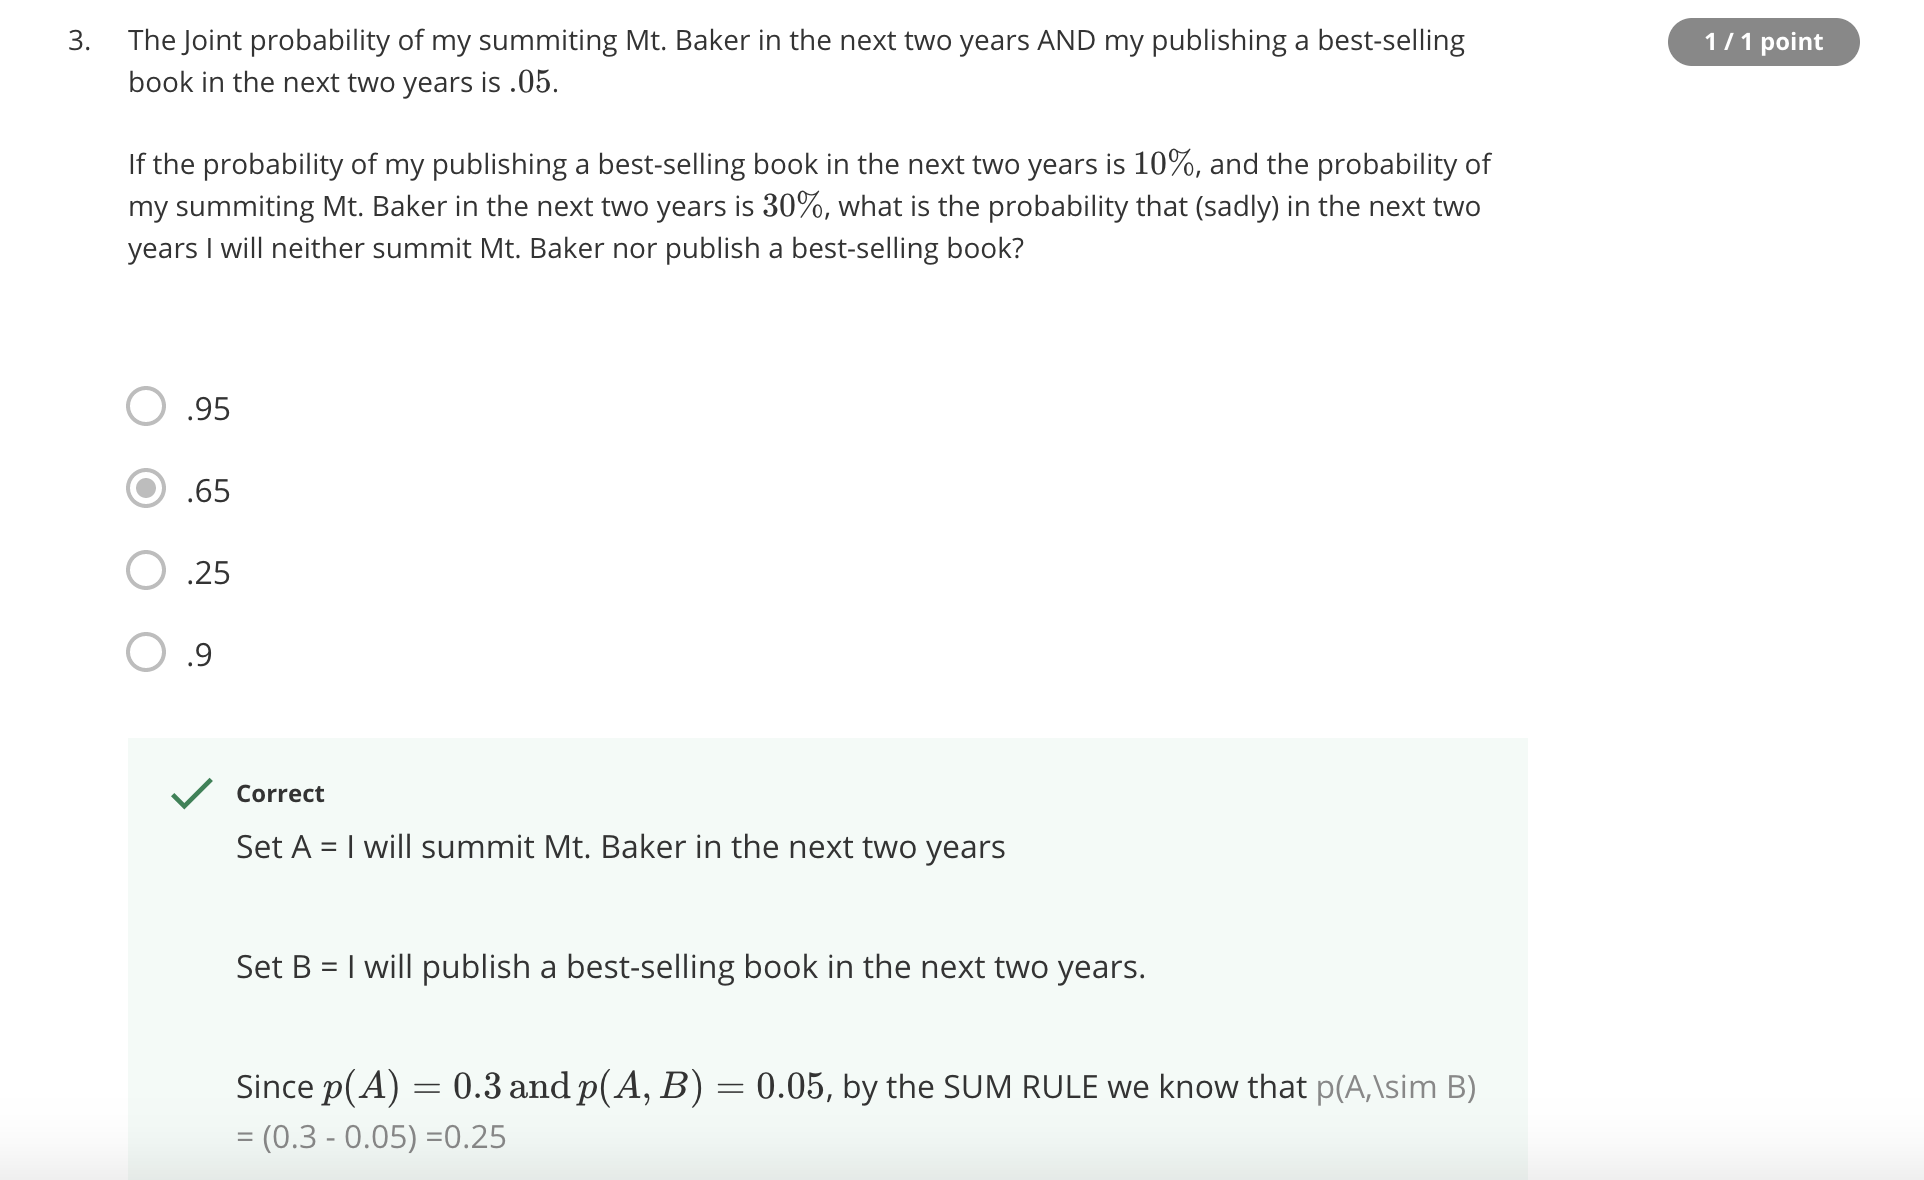 3. The Joint probability of my summiting Mt. Baker in the next two years AND my publishing a best-selling
book in the next two years is .05.
1 / 1 point
If the probability of my publishing a best-selling book in the next two years is 10%, and the probability of
my summiting Mt. Baker in the next two years is 30%, what is the probability that (sadly) in the next two
years I will neither summit Mt. Baker nor publish a best-selling book?
.95
.65
.25
.9
Correct
Set A = I will summit Mt. Baker in the next two years
Set B = I will publish a best-selling book in the next two years.
Since p(A) = 0.3 and p(A, B) = 0.05, by the SUM RULE we know that p(A,\sim B)
= (0.3 - 0.05) =0.25